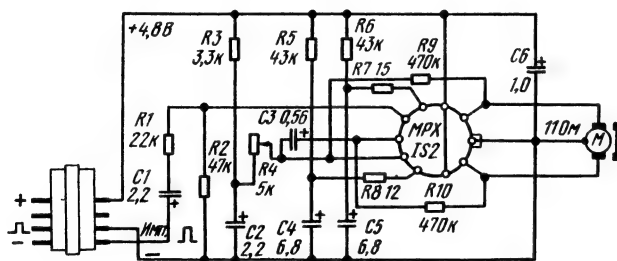 +4,8В
R3
3,3к
R5
43к
R6
43к
R9
470к
C6
1,0
R7 15
C3 0,56
R1
22к
MPX
IS2
11Ом
M
R2
47к
R4
5к
C1
2,2
R8 12
R10
470к
+
−
Имп.
−
C2
2,2
C4
6,8
C5
6,8